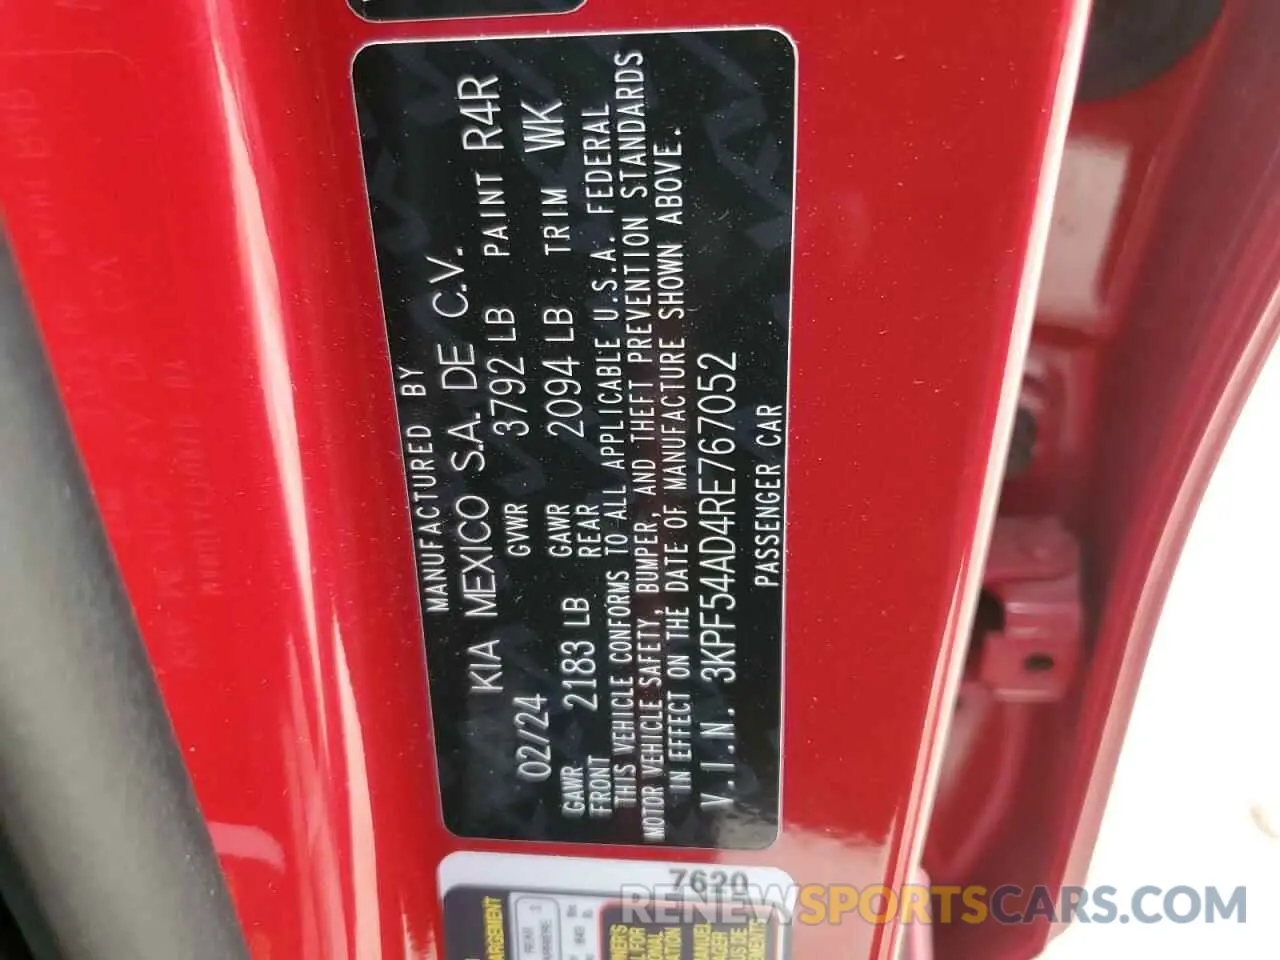 MANUFACTURED BY
KIA MEXICO S.A. DE C.V.
02/24 GVWR 3792 LB PAINT R4R
GAWR FRONT 2183 LB GAWR REAR 2094 LB TRIM WK
THIS VEHICLE CONFORMS TO ALL APPLICABLE U.S.A. FEDERAL
MOTOR VEHICLE SAFETY, BUMPER, AND THEFT PREVENTION STANDARDS
IN EFFECT ON THE DATE OF MANUFACTURE SHOWN ABOVE.
V.I.N. 3KPF54AD4RE767052
PASSENGER CAR
7620
RENEWSPORTSCARS.COM